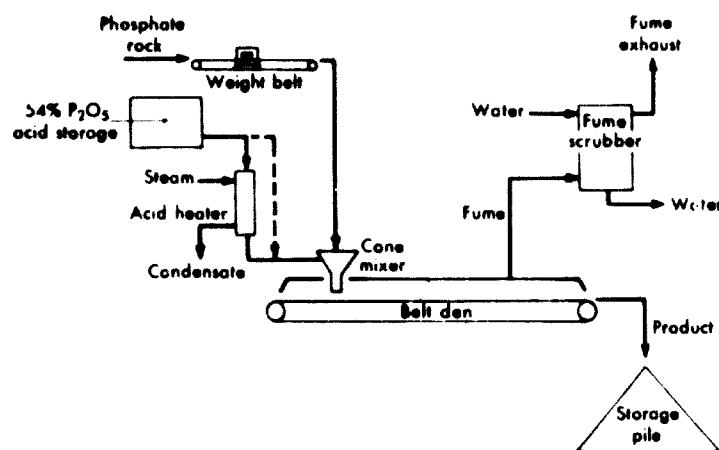 Phosphate
rock
Weight belt
Fume
exhaust
54% P₂O₅
acid storage
Water
Fume
scrubber
Steam
Acid heater
Fume
Water
Condensate
Cone
mixer
Belt den
Product
Storage
pile